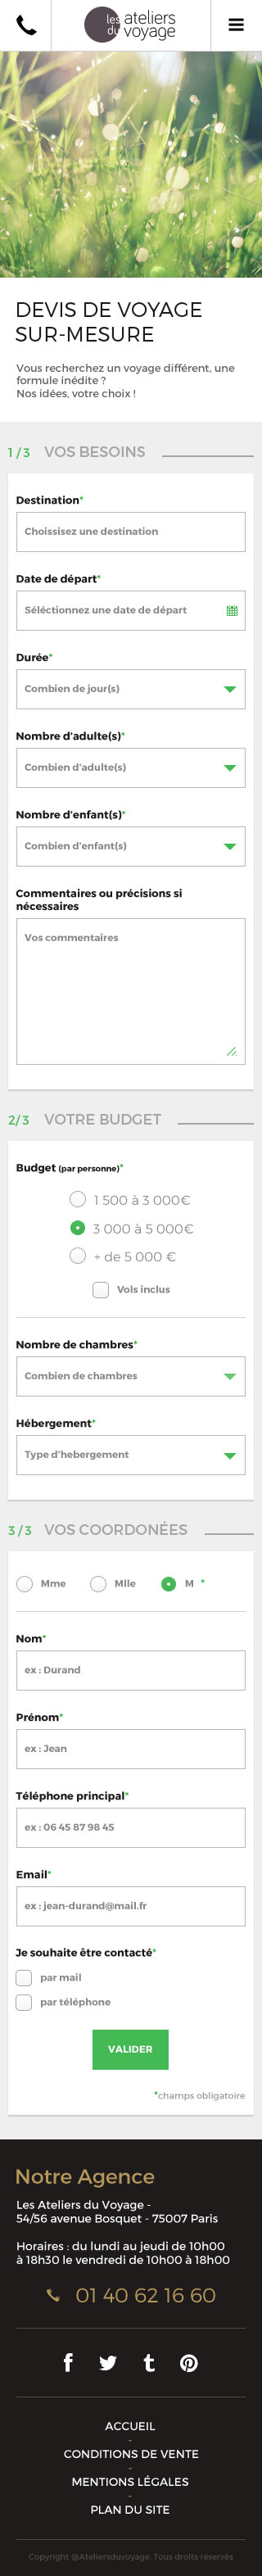 les ateliers
du voyage
DEVIS DE VOYAGE
SUR-MESURE
Vous recherchez un voyage différent, une
formule inédite ?
Nos idées, votre choix !
1 / 3 VOS BESOINS
Destination*
Choissisez une destination
Date de départ*
Séléctionnez une date de départ
Durée*
Combien de jour(s)
Nombre d'adulte(s)*
Combien d'adulte(s)
Nombre d'enfant(s)*
Combien d'enfant(s)
Commentaires ou précisions si
nécessaires
Vos commentaires
2/ 3 VOTRE BUDGET
Budget (par personne)*
1 500 à 3 000€
3 000 à 5 000€
+ de 5 000 €
Vols inclus
Nombre de chambres*
Combien de chambres
Hébergement*
Type d'hebergement
3 / 3 VOS COORDONÉES
Mme Mlle M *
Nom*
ex : Durand
Prénom*
ex : Jean
Téléphone principal*
ex : 06 45 87 98 45
Email*
ex : jean-durand@mail.fr
Je souhaite être contacté*
par mail
par téléphone
VALIDER
*champs obligatoire
Notre Agence
Les Ateliers du Voyage -
54/56 avenue Bosquet - 75007 Paris
Horaires : du lundi au jeudi de 10h00
à 18h30 le vendredi de 10h00 à 18h00
01 40 62 16 60
ACCUEIL
-
CONDITIONS DE VENTE
-
MENTIONS LÉGALES
-
PLAN DU SITE
Copyright @Ateliersduvoyage. Tous droits réservés